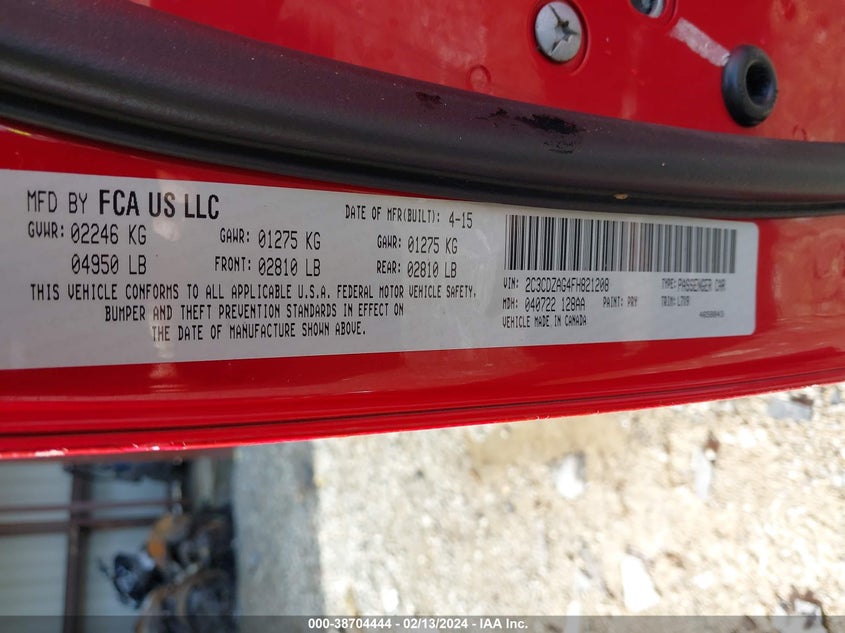 MFD BY FCA US LLC
DATE OF MFR(BUILT): 4-15
GVWR: 02246 KG
GAWR: 01275 KG
GAWR: 01275 KG
04950 LB
FRONT: 02810 LB
REAR: 02810 LB
THIS VEHICLE CONFORMS TO ALL APPLICABLE U.S.A. FEDERAL MOTOR VEHICLE SAFETY,
BUMPER AND THEFT PREVENTION STANDARDS IN EFFECT ON
THE DATE OF MANUFACTURE SHOWN ABOVE.
VIN: 2C3CDZAG4FH821208
TYPE: PASSENGER CAR
MDH: 040722 128AA
PAINT: PRY
TRIM:
VEHICLE MADE IN CANADA
000-38704444 - 02/13/2024 - IAA Inc.